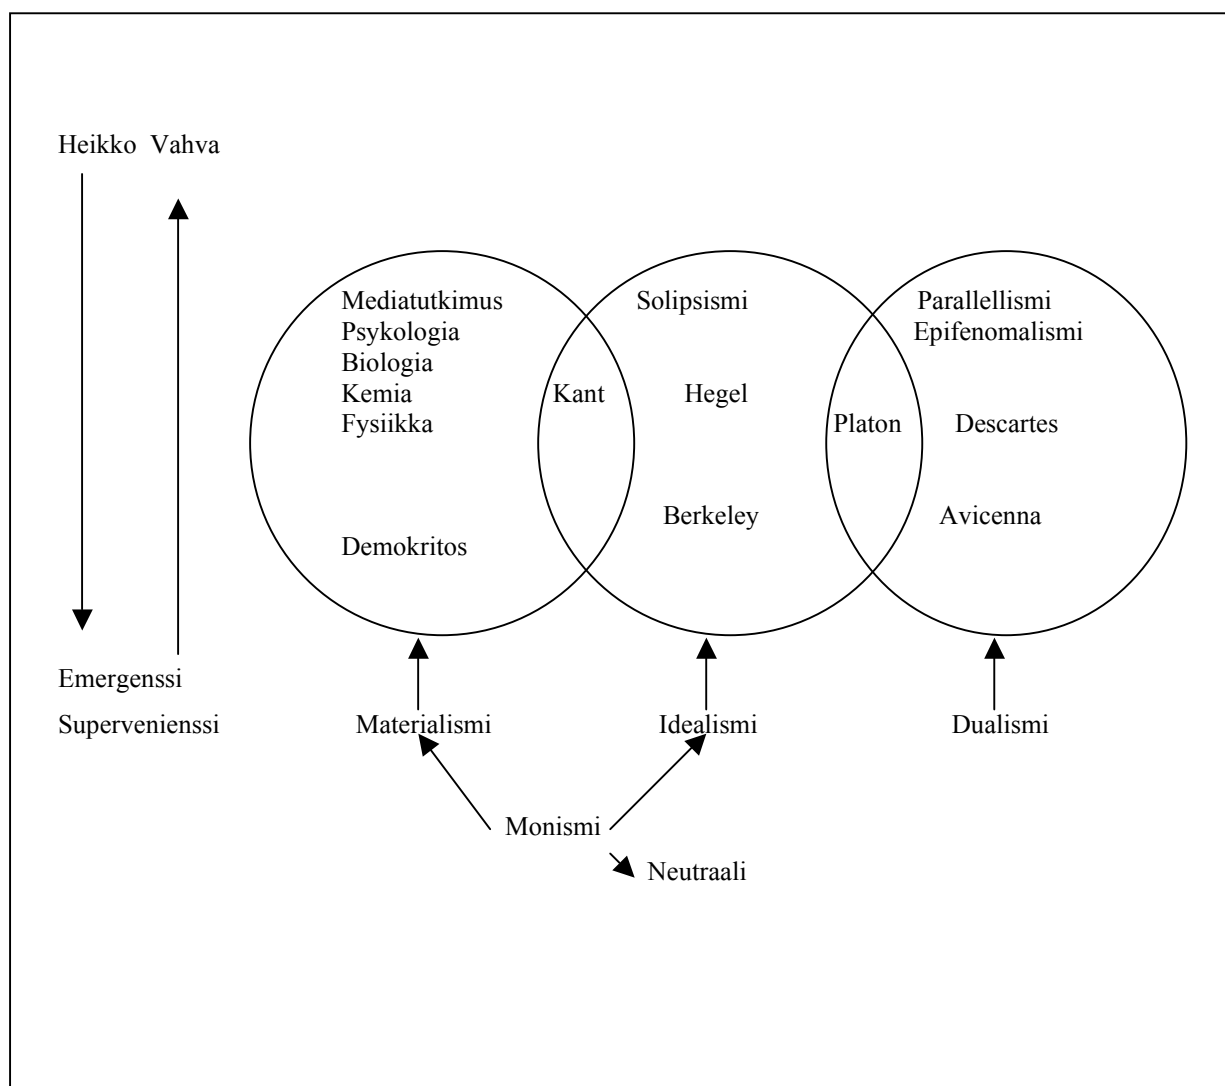 Heikko Vahva
Mediatutkimus
Psykologia
Biologia
Kemia
Fysiikka
Demokritos
Kant
Solipsismi
Hegel
Berkeley
Platon
Parallellismi
Epifenomalismi
Descartes
Avicenna
Emergenssi
Supervenienssi
Materialismi
Idealismi
Dualismi
Monismi
Neutraali